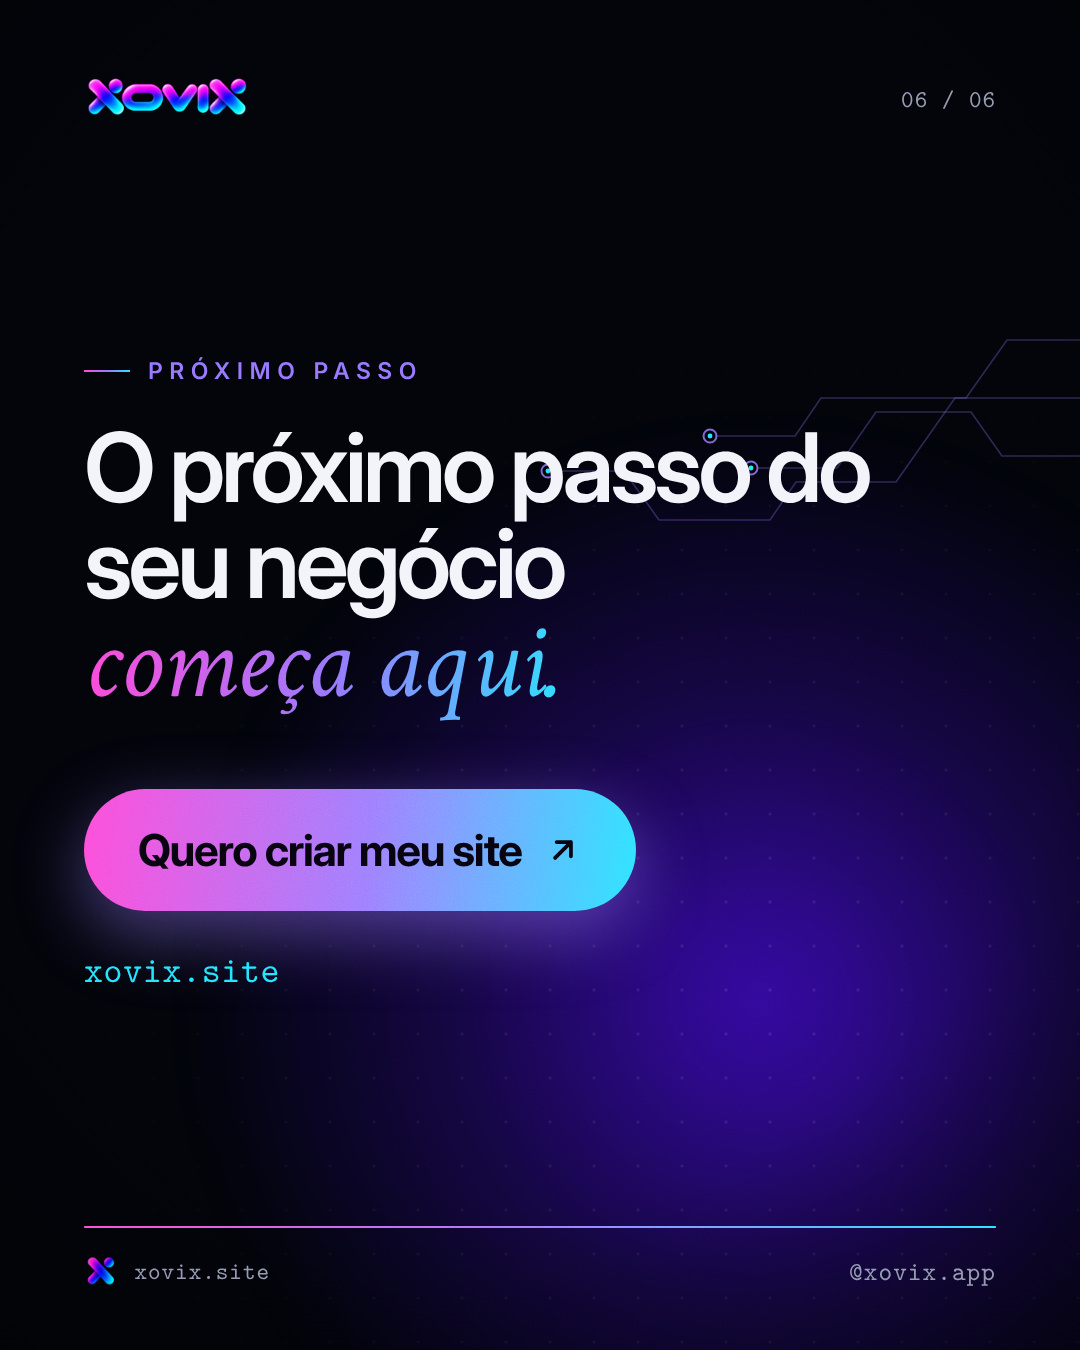 XOVIX
06 / 06
PRÓXIMO PASSO
O próximo passo do
seu negócio
começa aqui.
Quero criar meu site
xovix.site
xovix.site
@xovix.app